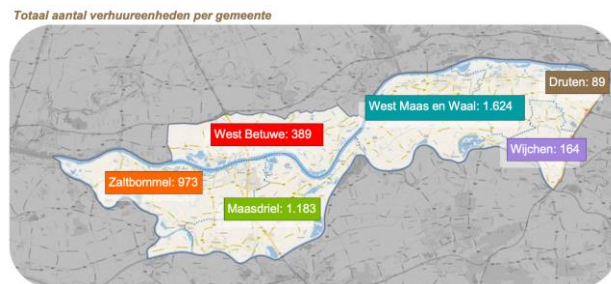 Totaal aantal verhuureenheden per gemeente
Druten: 89
West Maas en Waal: 1.624
West Betuwe: 389
Wijchen: 164
Zaltbommel: 973
Maasdriel: 1.183